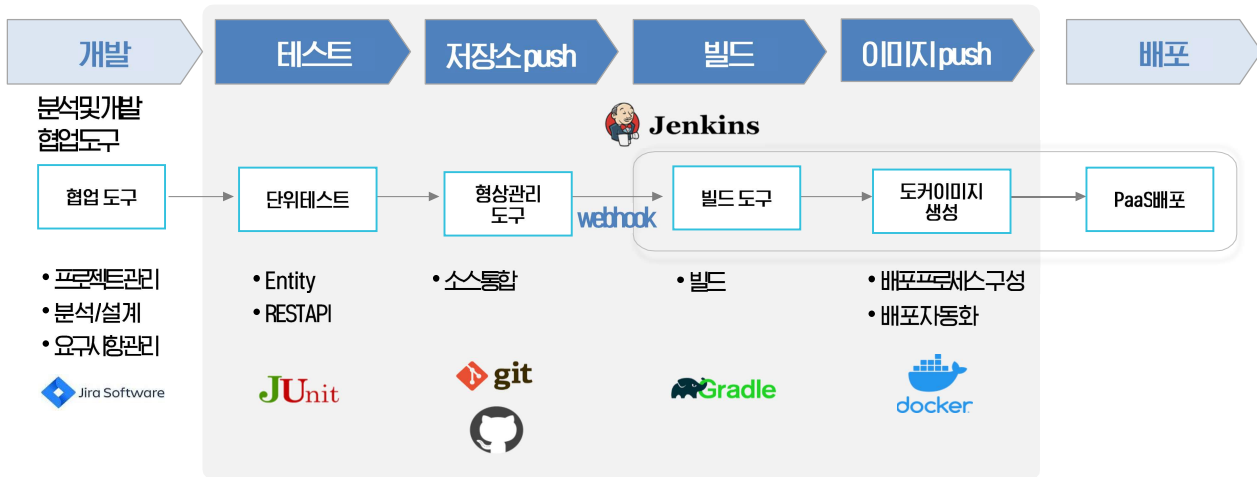 개발
테스트
저장소push
빌드
이미지push
배포
분석및개발
협업도구
Jenkins
협업 도구
단위테스트
형상관리
도구
webhook
빌드 도구
도커이미지
생성
PaaS배포
• 프로젝트관리
• 분석/설계
• 요구사항관리
• Entity
• RESTAPI
• 소스통합
• 빌드
• 배포프로세스구성
• 배포자동화
Jira Software
JUnit
git
Gradle
docker